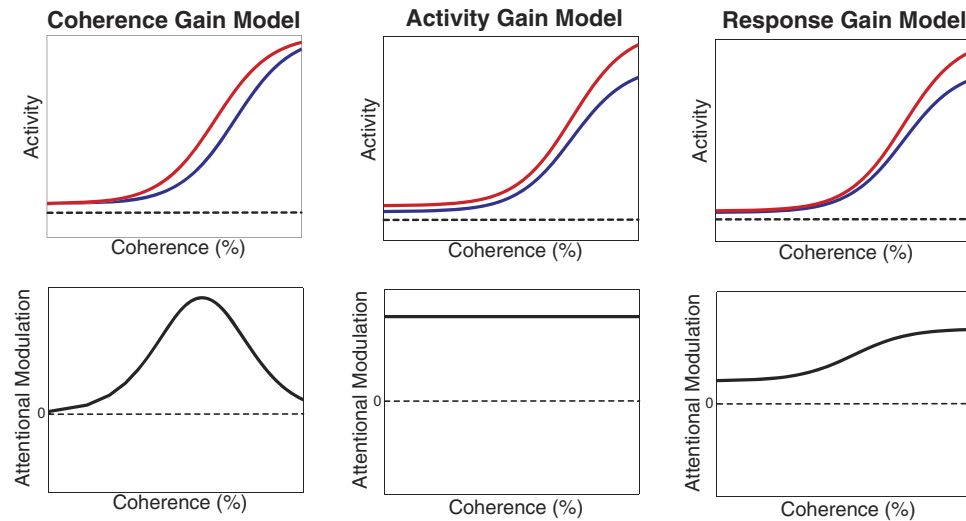 Coherence Gain Model
Activity Gain Model
Response Gain Model
Activity
Coherence (%)
Activity
Coherence (%)
Activity
Coherence (%)
Attentional Modulation
0
Coherence (%)
Attentional Modulation
0
Coherence (%)
Attentional Modulation
0
Coherence (%)